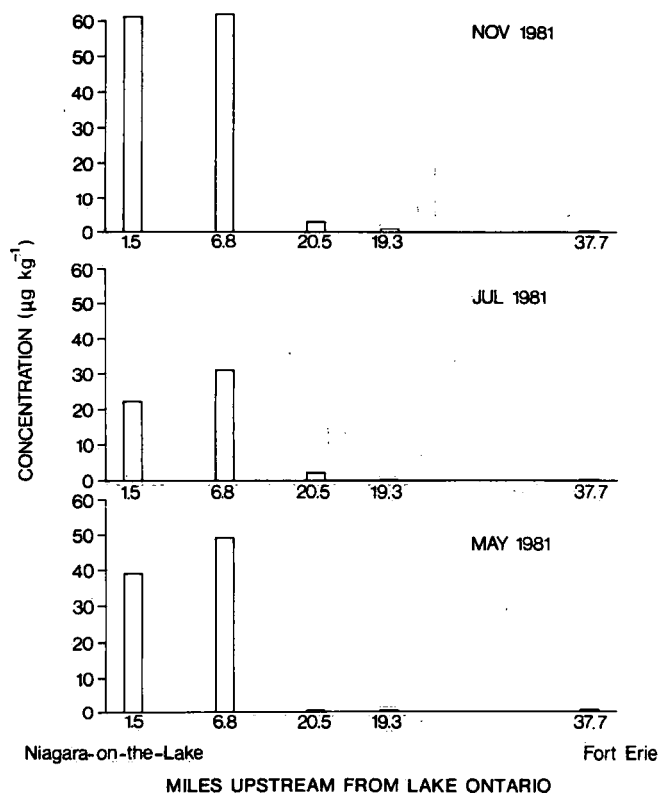 60
NOV 1981
50
40
30
20
10
0
1.5 6.8 20.5 19.3 37.7
CONCENTRATION (µg kg⁻¹)
60
JUL 1981
50
40
30
20
10
0
1.5 6.8 20.5 19.3 37.7
60
50
MAY 1981
40
30
20
10
0
1.5 6.8 20.5 19.3 37.7
Niagara-on-the-Lake Fort Erie
MILES UPSTREAM FROM LAKE ONTARIO